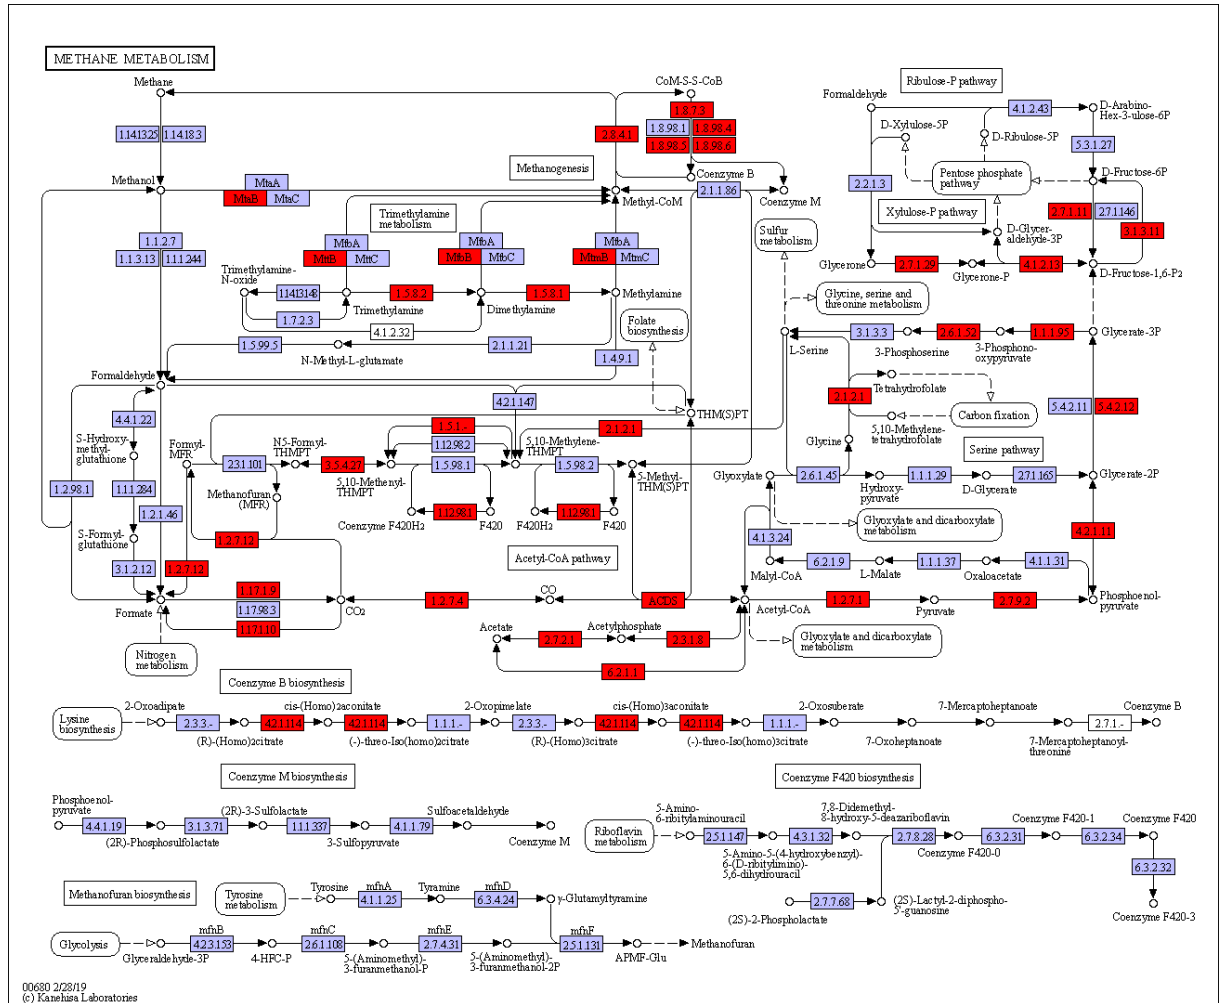 METHANE METABOLISM
Methane
CoM-S-S-CoB
Ribulose-P pathway
Formaldehyde
D-Arabino-
Hex-3-ulose-6P
1.8.7.3
4.1.2.43
1.14.13.25
1.14.18.3
2.8.4.1
1.8.98.1
1.8.98.4
1.8.98.5
1.8.98.6
D-Xylulose-5P
D-Ribulose-5P
5.3.1.27
Methanogenesis
Methanol
MtaA
MtaB
MtaC
Coenzyme B
2.1.1.86
Methyl-CoM
Coenzyme M
2.2.1.3
Pentose phosphate
pathway
D-Fructose-6P
Xylulose-P pathway
2.7.1.11
2.7.1.146
3.1.3.11
D-Glycer-
aldehyde-3P
Trimethylamine
metabolism
Sulfur
metabolism
1.1.2.7
1.1.3.13
1.1.1.244
MtbA
MttB
MttC
MtbA
MtbB
MtbC
MtbA
MtmB
MtmC
Glycerone
2.7.1.29
Glycerone-P
4.1.2.13
D-Fructose-1,6-P2
Trimethylamine-
N-oxide
1.14.13.148
1.5.8.2
1.5.8.1
Methylamine
Trimethylamine
Dimethylamine
1.7.2.3
4.1.2.32
Glycine, serine and
threonine metabolism
Folate
biosynthesis
1.5.99.5
N-Methyl-L-glutamate
2.1.1.21
1.4.9.1
L-Serine
3.1.3.3
3-Phosphoserine
2.6.1.52
3-Phosphono-
oxypyruvate
1.1.1.95
Glycerate-3P
Formaldehyde
4.2.1.147
THM(S)PT
2.1.2.1
Tetrahydrofolate
5,10-Methylene-
tetrahydrofolate
Carbon fixation
5.4.2.11
5.4.2.12
4.4.1.22
S-Hydroxy-
methyl-
glutathione
Formyl-
MFR
N5-Formyl-
THMPT
1.5.1.-
1.12.98.2
5,10-Methylene-
THMPT
2.1.2.1
Glycine
Serine pathway
2.3.1.101
3.5.4.27
5,10-Methenyl-
THMPT
1.5.98.1
1.5.98.2
5-Methyl-
THM(S)PT
Glyoxylate
2.6.1.45
Hydroxy-
pyruvate
1.1.1.29
D-Glycerate
2.7.1.165
Glycerate-2P
1.2.98.1
1.1.1.284
1.2.1.46
Methanofuran
(MFR)
Coenzyme F420H2
1.12.98.1
F420
F420H2
1.12.98.1
F420
Glyoxylate and dicarboxylate
metabolism
4.2.1.11
S-Formyl-
glutathione
1.2.7.12
Acetyl-CoA pathway
4.1.3.24
3.1.2.12
1.2.7.12
Malyl-CoA
6.2.1.9
L-Malate
1.1.1.37
Oxaloacetate
4.1.1.31
1.17.1.9
1.17.98.3
1.17.1.10
Formate
CO2
1.2.7.4
CO
ACDS
Acetyl-CoA
1.2.7.1
Pyruvate
2.7.9.2
Phosphoenol-
pyruvate
Nitrogen
metabolism
Acetate
2.7.2.1
Acetylphosphate
2.3.1.8
6.2.1.1
Glyoxylate and dicarboxylate
metabolism
Coenzyme B biosynthesis
Lysine
biosynthesis
2-Oxoadipate
2.3.3.-
(R)-(Homo)2citrate
4.2.1.114
cis-(Homo)2aconitate
4.2.1.114
(-)-threo-Iso(homo)2citrate
1.1.1.-
2-Oxopimelate
2.3.3.-
(R)-(Homo)3citrate
4.2.1.114
cis-(Homo)3aconitate
4.2.1.114
(-)-threo-Iso(homo)3citrate
1.1.1.-
2-Oxosuberate
7-Oxoheptanoate
7-Mercaptoheptanoate
7-Mercaptoheptanoyl-
threonine
2.7.1.-
Coenzyme B
Coenzyme M biosynthesis
Phosphoenol-
pyruvate
4.4.1.19
(2R)-Phosphosulfolactate
3.1.3.71
(2R)-3-Sulfolactate
1.1.1.337
3-Sulfopyruvate
4.1.1.79
Sulfoacetaldehyde
Coenzyme M
Coenzyme F420 biosynthesis
Riboflavin
metabolism
5-Amino-
6-ribitylaminouracil
2.5.1.147
5-Amino-5-(4-hydroxybenzyl)-
6-(D-ribitylimino)-
5,6-dihydrouracil
4.3.1.32
7,8-Didemethyl-
8-hydroxy-5-deazariboflavin
2.7.8.28
Coenzyme F420-0
6.3.2.31
Coenzyme F420-1
6.3.2.34
Coenzyme F420
6.3.2.32
Coenzyme F420-3
(2S)-2-Phospholactate
2.7.7.68
(2S)-Lactyl-2-diphospho-
5'-guanosine
Methanofuran biosynthesis
Tyrosine
metabolism
Tyrosine
mfnA
4.1.1.25
Tyramine
mfnD
6.3.4.24
γ-Glutamyltyramine
Glycolysis
Glyceraldehyde-3P
mfnB
4.2.3.153
4-HFC-P
mfnC
2.6.1.108
5-(Aminomethyl)-
3-furanmethanol-P
mfnE
2.7.4.31
5-(Aminomethyl)-
3-furanmethanol-2P
mfnF
2.5.1.131
APMF-Glu
Methanofuran
00680 2/28/19
(c) Kanehisa Laboratories